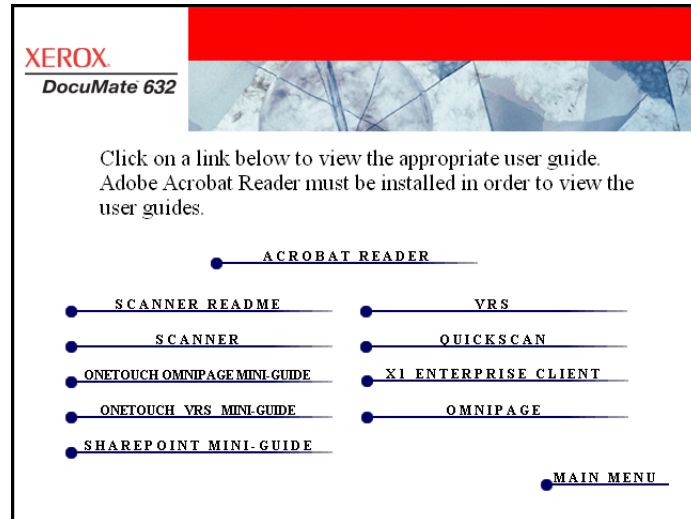 XEROX.
DocuMate 632
Click on a link below to view the appropriate user guide.
Adobe Acrobat Reader must be installed in order to view the
user guides.
ACROBAT READER
SCANNER README
SCANNER
ONETOUCH OMNIPAGE MINI-GUIDE
ONETOUCH VRS MINI-GUIDE
SHAREPOINT MINI-GUIDE
VRS
QUICKSCAN
X1 ENTERPRISE CLIENT
OMNIPAGE
MAIN MENU